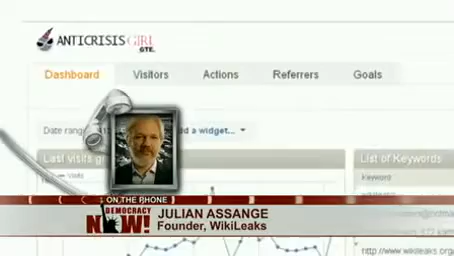 ANTICRISIS GIRL
GTE.
Dashboard Visitors Actions Referrers Goals
Date range
d a widget...
Last visits g
List of Keywords
Visits
Keyword
ON THE PHONE
DEMOCRACY
NOW!
JULIAN ASSANGE
Founder, WikiLeaks
http://www.wikileaks.org